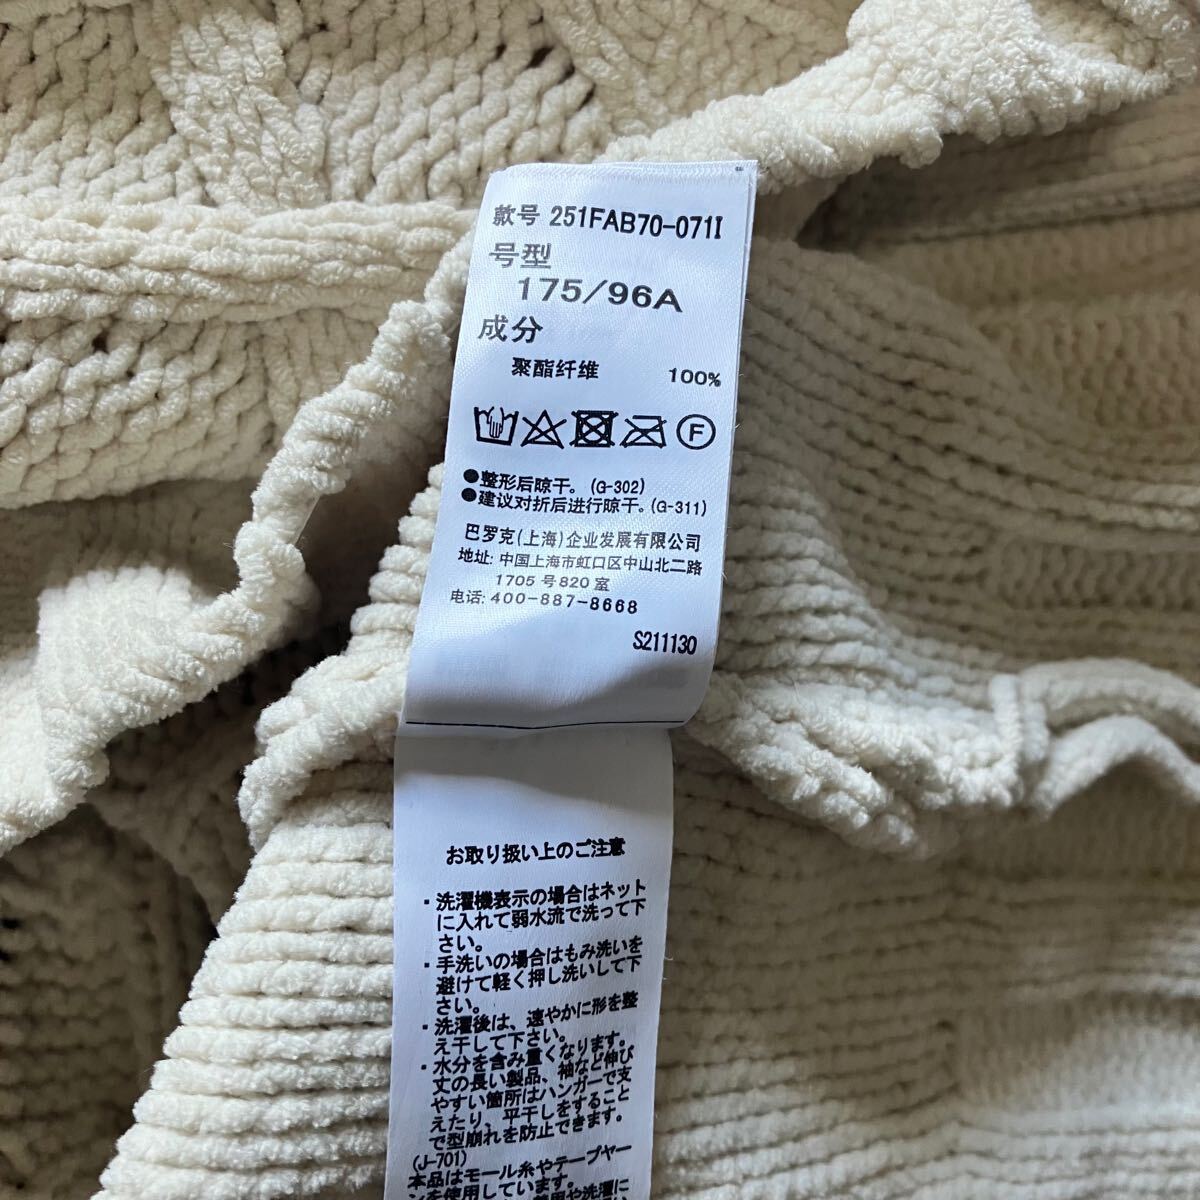 款号 251FAB70-071I
号型
175/96A
成分
聚酯纤维 100%
F
●整形后晾干。(G-302)
●建议对折后进行晾干。(G-311)
巴罗克(上海)企业发展有限公司
地址: 中国上海市虹口区中山北二路
1705 号820 室
电话: 400-887-8668
S211130
お取り扱い上のご注意
・洗濯機表示の場合はネット
に入れて弱水流で洗って下
さい。
・手洗いの場合はもみ洗いを
避けて軽く押し洗いして下
さい。
・洗濯後は、速やかに形を整
え干して下さい。
・水分を含み重くなります。
丈の長い製品、袖など伸び
やすい箇所はハンガーで支
えたり、平干しをすること
で型崩れを防止できます。
(J-701)
本品はモール糸やテープヤー
ンを使用しています。